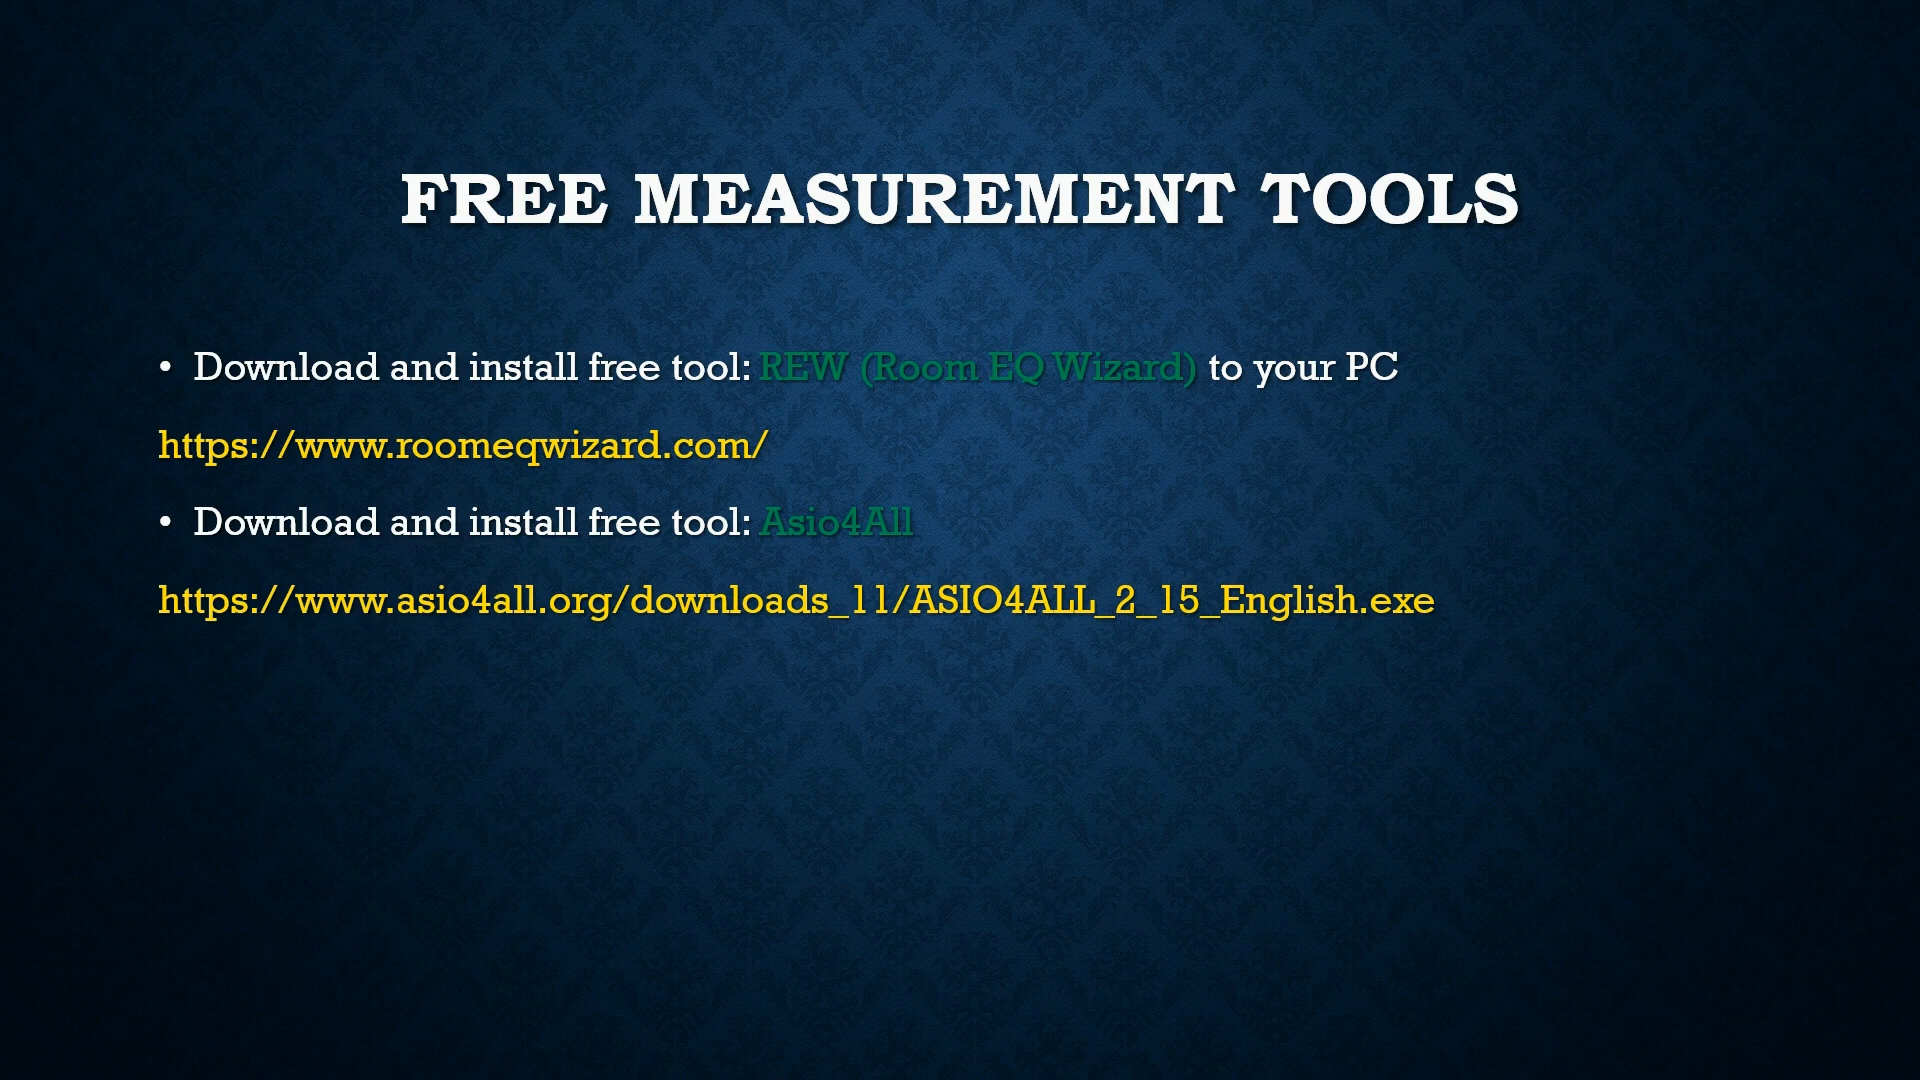 FREE MEASUREMENT TOOLS
• Download and install free tool: REW (Room EQ Wizard) to your PC
https://www.roomeqwizard.com/
• Download and install free tool: Asio4All
https://www.asio4all.org/downloads_11/ASIO4ALL_2_15_English.exe